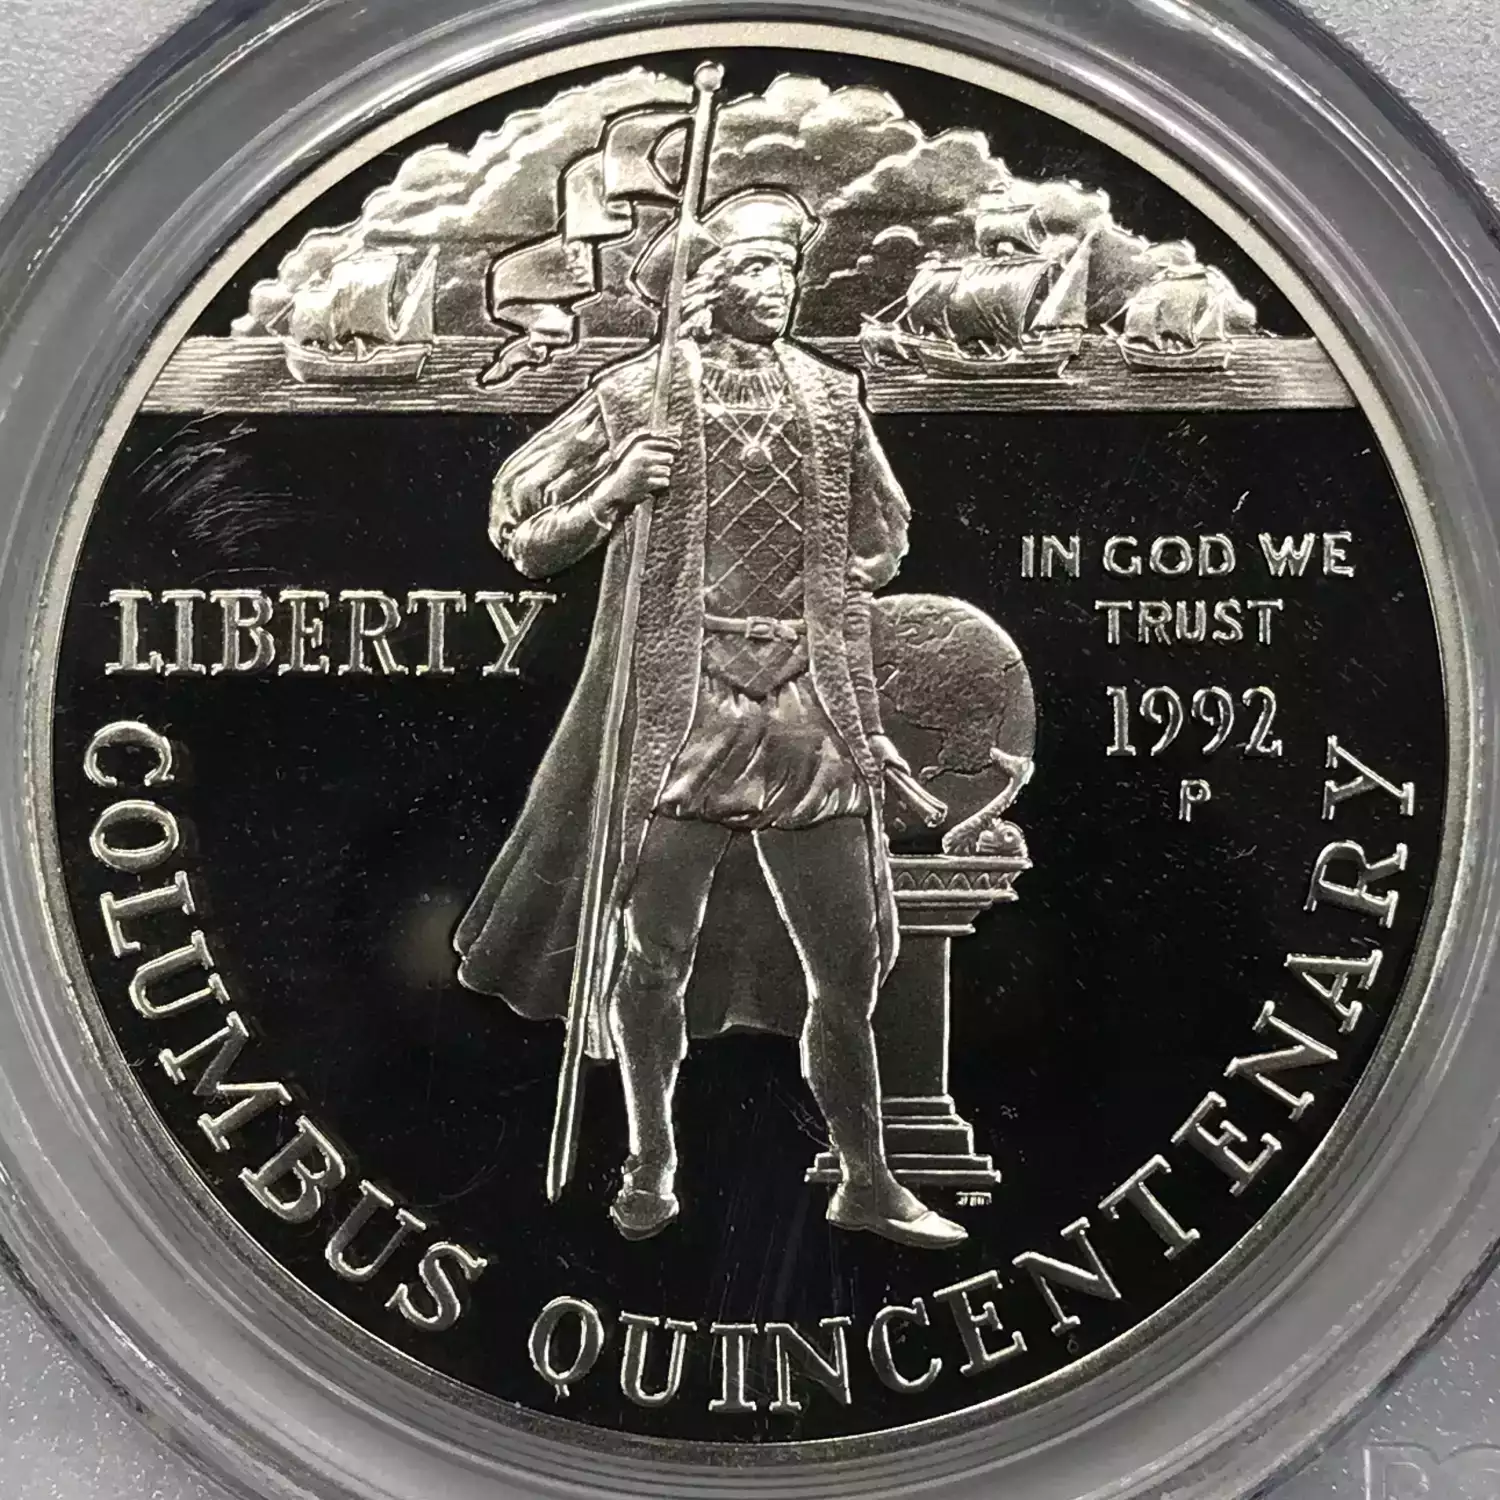 LIBERTY
IN GOD WE
TRUST
1992
P
COLUMBUS QUINCENTENARY